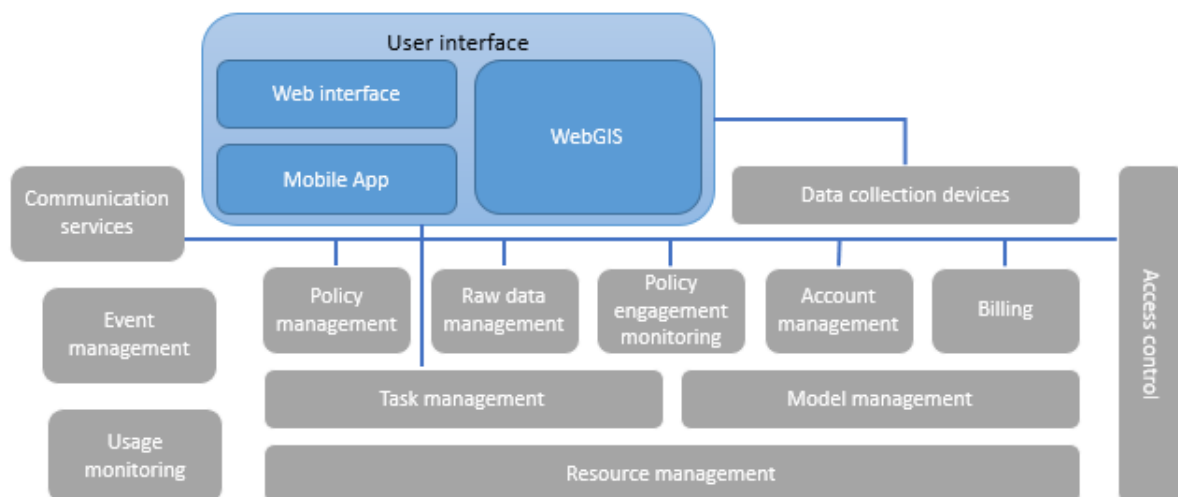 User interface
Web interface
WebGIS
Mobile App
Communication
services
Data collection devices
Access control
Policy
management
Raw data
management
Policy
engagement
monitoring
Account
management
Billing
Event
management
Task management
Model management
Usage
monitoring
Resource management